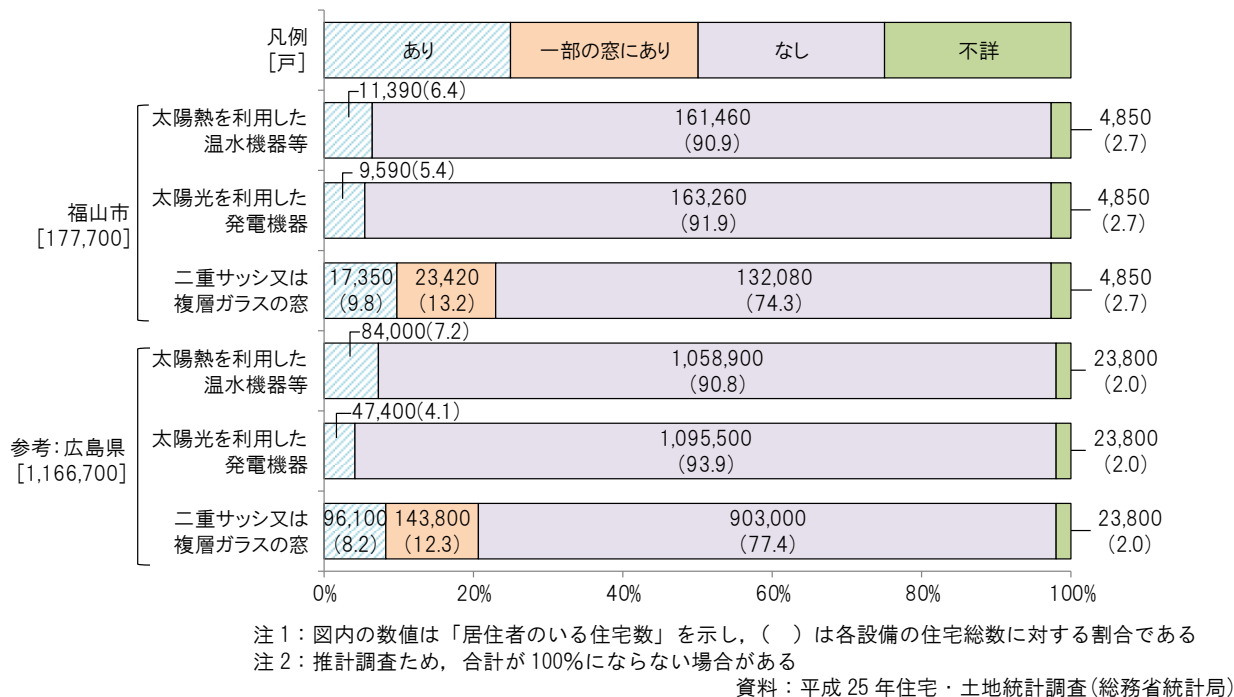 凡例
[戸]
あり
一部の窓にあり
なし
不詳
福山市
[177,700]
太陽熱を利用した
温水機器等
11,390(6.4)
161,460
(90.9)
4,850
(2.7)
太陽光を利用した
発電機器
9,590(5.4)
163,260
(91.9)
4,850
(2.7)
二重サッシ又は
複層ガラスの窓
17,350
(9.8)
23,420
(13.2)
132,080
(74.3)
4,850
(2.7)
参考:広島県
[1,166,700]
太陽熱を利用した
温水機器等
84,000(7.2)
1,058,900
(90.8)
23,800
(2.0)
太陽光を利用した
発電機器
47,400(4.1)
1,095,500
(93.9)
23,800
(2.0)
二重サッシ又は
複層ガラスの窓
96,100
(8.2)
143,800
(12.3)
903,000
(77.4)
23,800
(2.0)
0%
20%
40%
60%
80%
100%
注1:図内の数値は「居住者のいる住宅数」を示し,( )は各設備の住宅総数に対する割合である
注2:推計調査ため,合計が100%にならない場合がある
資料:平成25年住宅・土地統計調査(総務省統計局)